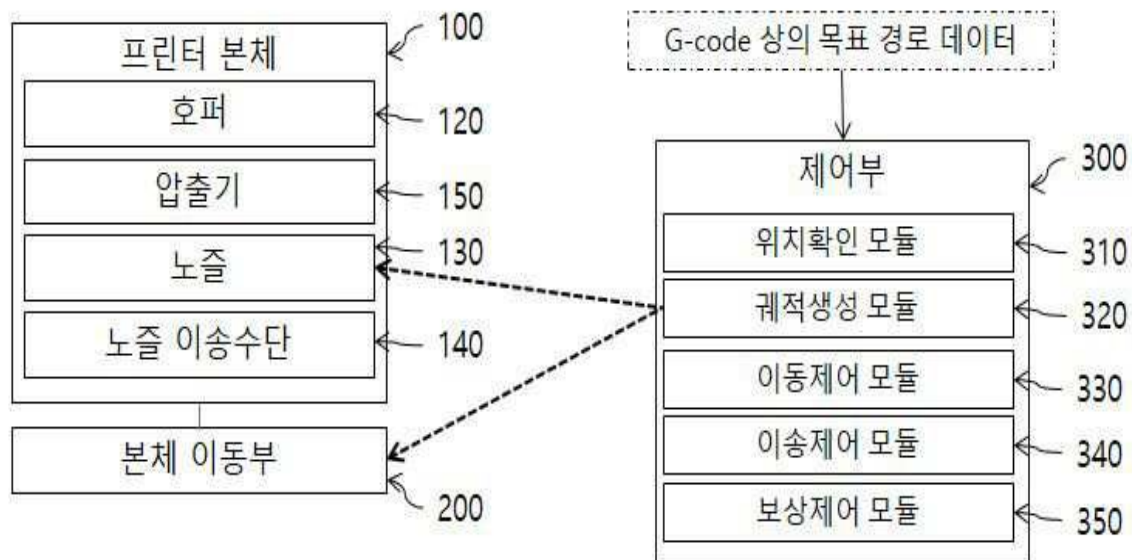 프린터 본체
100
호퍼
120
압출기
150
노즐
130
노즐 이송수단
140
본체 이동부
200
G-code 상의 목표 경로 데이터
제어부
300
위치확인 모듈
310
궤적생성 모듈
320
이동제어 모듈
330
이송제어 모듈
340
보상제어 모듈
350